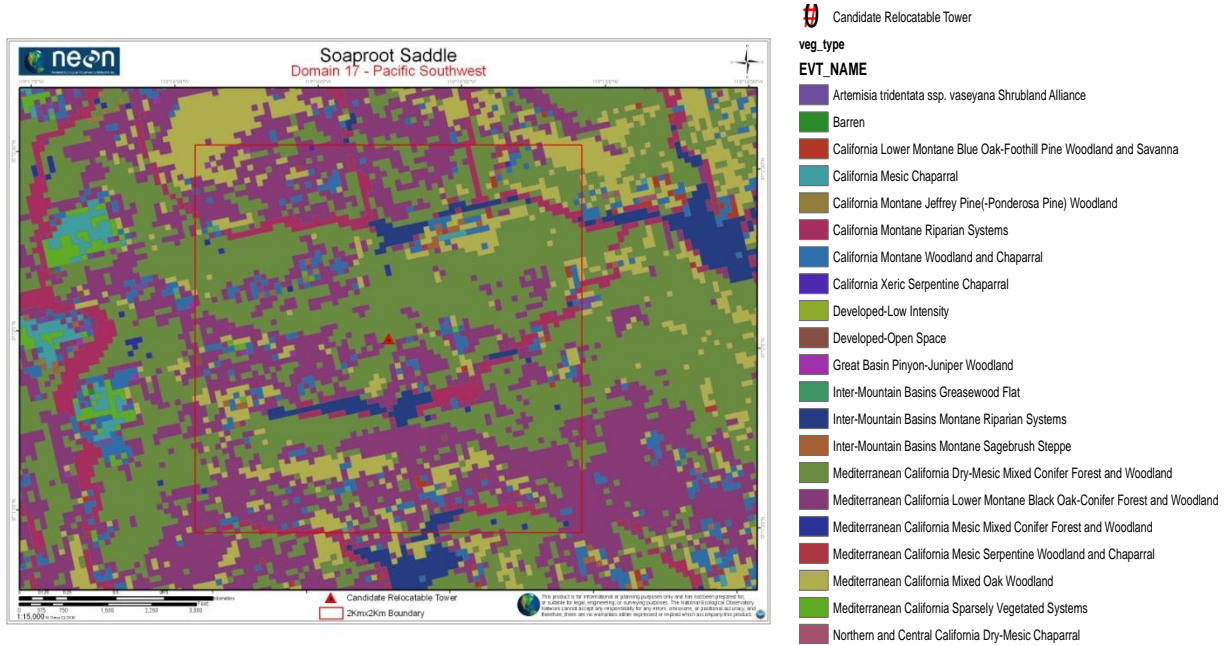 neon
Soaproot Saddle
Domain 17 - Pacific Southwest
Candidate Relocatable Tower
2Kmx2Km Boundary
1:15,000
Candidate Relocatable Tower
veg_type
EVT_NAME
Artemisia tridentata ssp. vaseyana Shrubland Alliance
Barren
California Lower Montane Blue Oak-Foothill Pine Woodland and Savanna
California Mesic Chaparral
California Montane Jeffrey Pine(-Ponderosa Pine) Woodland
California Montane Riparian Systems
California Montane Woodland and Chaparral
California Xeric Serpentine Chaparral
Developed-Low Intensity
Developed-Open Space
Great Basin Pinyon-Juniper Woodland
Inter-Mountain Basins Greasewood Flat
Inter-Mountain Basins Montane Riparian Systems
Inter-Mountain Basins Montane Sagebrush Steppe
Mediterranean California Dry-Mesic Mixed Conifer Forest and Woodland
Mediterranean California Lower Montane Black Oak-Conifer Forest and Woodland
Mediterranean California Mesic Mixed Conifer Forest and Woodland
Mediterranean California Mesic Serpentine Woodland and Chaparral
Mediterranean California Mixed Oak Woodland
Mediterranean California Sparsely Vegetated Systems
Northern and Central California Dry-Mesic Chaparral